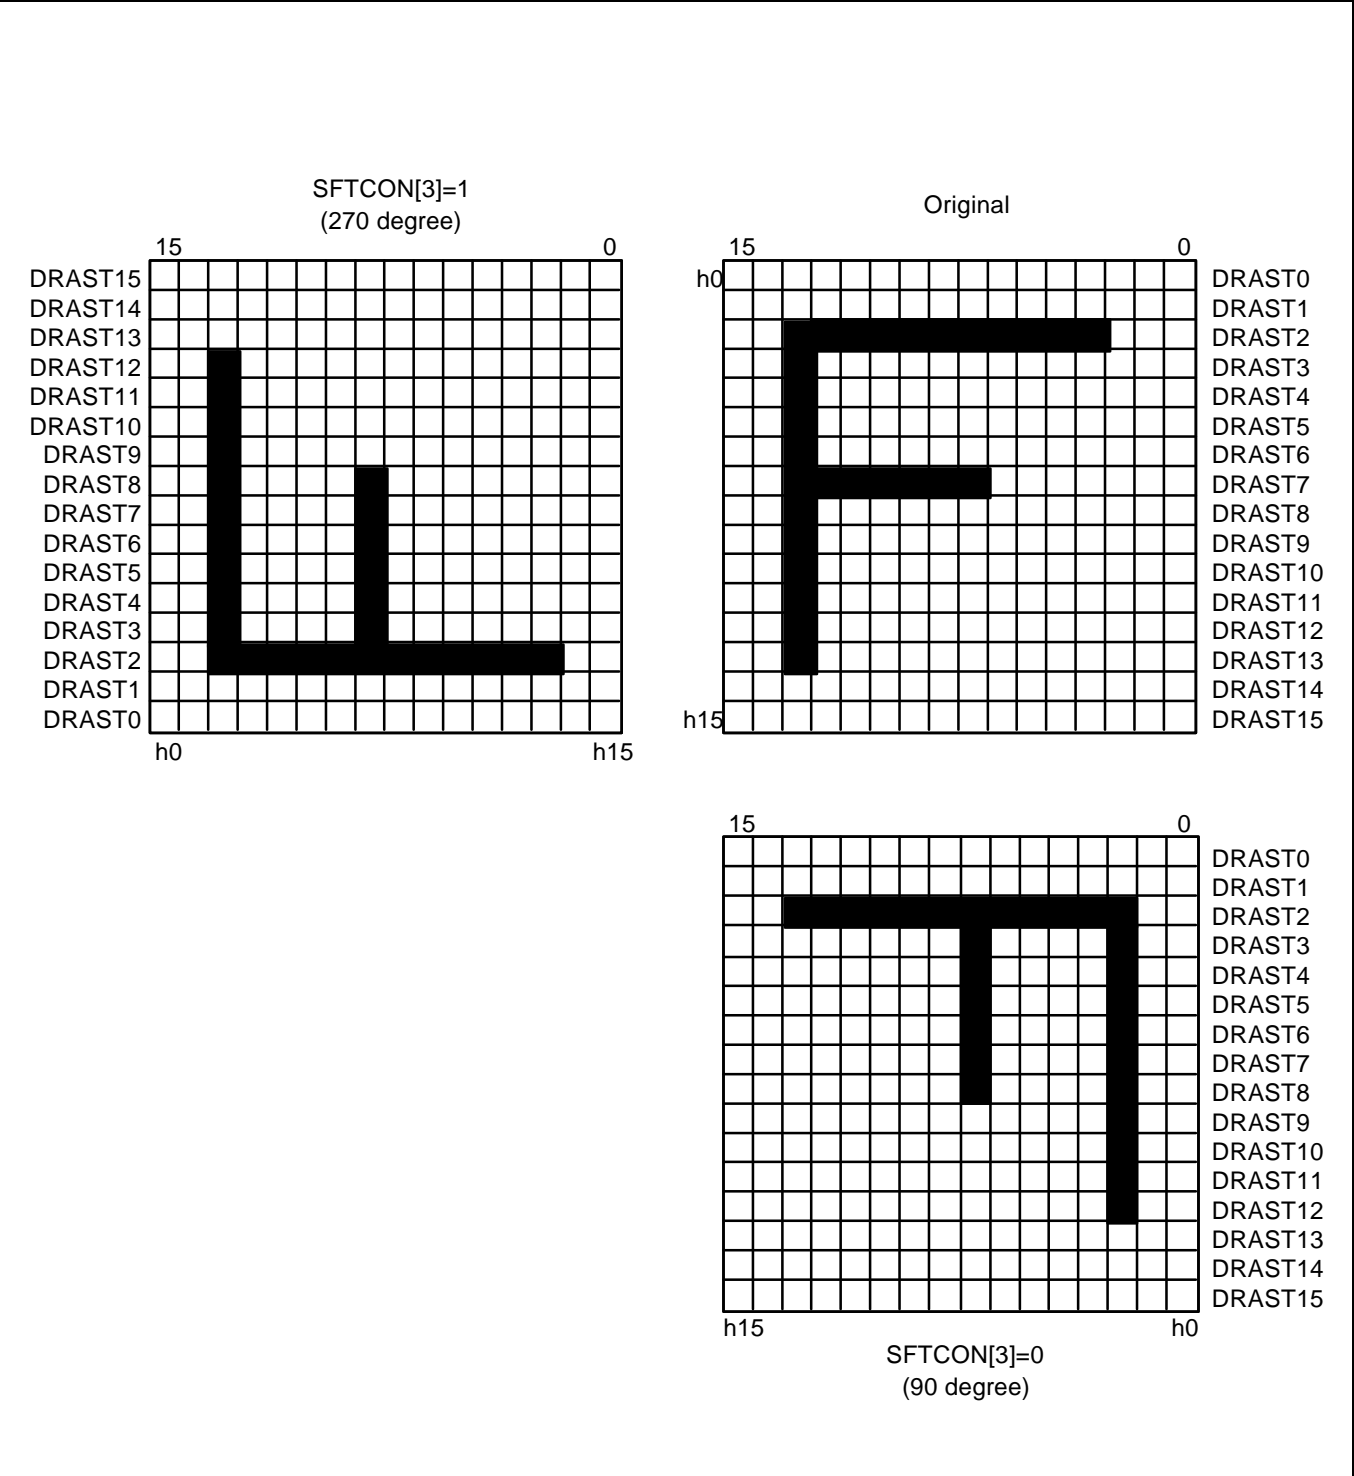 SFTCON[3]=1
(270 degree)
15 0
DRAST15
DRAST14
DRAST13
DRAST12
DRAST11
DRAST10
DRAST9
DRAST8
DRAST7
DRAST6
DRAST5
DRAST4
DRAST3
DRAST2
DRAST1
DRAST0
h0 h15
Original
15 0
h0 DRAST0
DRAST1
DRAST2
DRAST3
DRAST4
DRAST5
DRAST6
DRAST7
DRAST8
DRAST9
DRAST10
DRAST11
DRAST12
DRAST13
DRAST14
h15 DRAST15
15 0
DRAST0
DRAST1
DRAST2
DRAST3
DRAST4
DRAST5
DRAST6
DRAST7
DRAST8
DRAST9
DRAST10
DRAST11
DRAST12
DRAST13
DRAST14
DRAST15
h15 h0
SFTCON[3]=0
(90 degree)